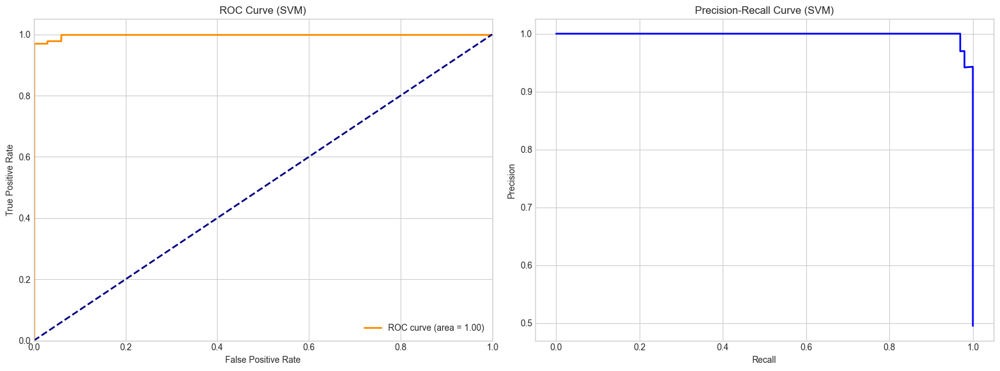 ROC Curve (SVM)
1.0
0.8
0.6
0.4
0.2
0.0
True Positive Rate
0.0 0.2 0.4 0.6 0.8 1.0
False Positive Rate
ROC curve (area = 1.00)
Precision-Recall Curve (SVM)
1.0
0.9
0.8
0.7
0.6
0.5
Precision
0.0 0.2 0.4 0.6 0.8 1.0
Recall